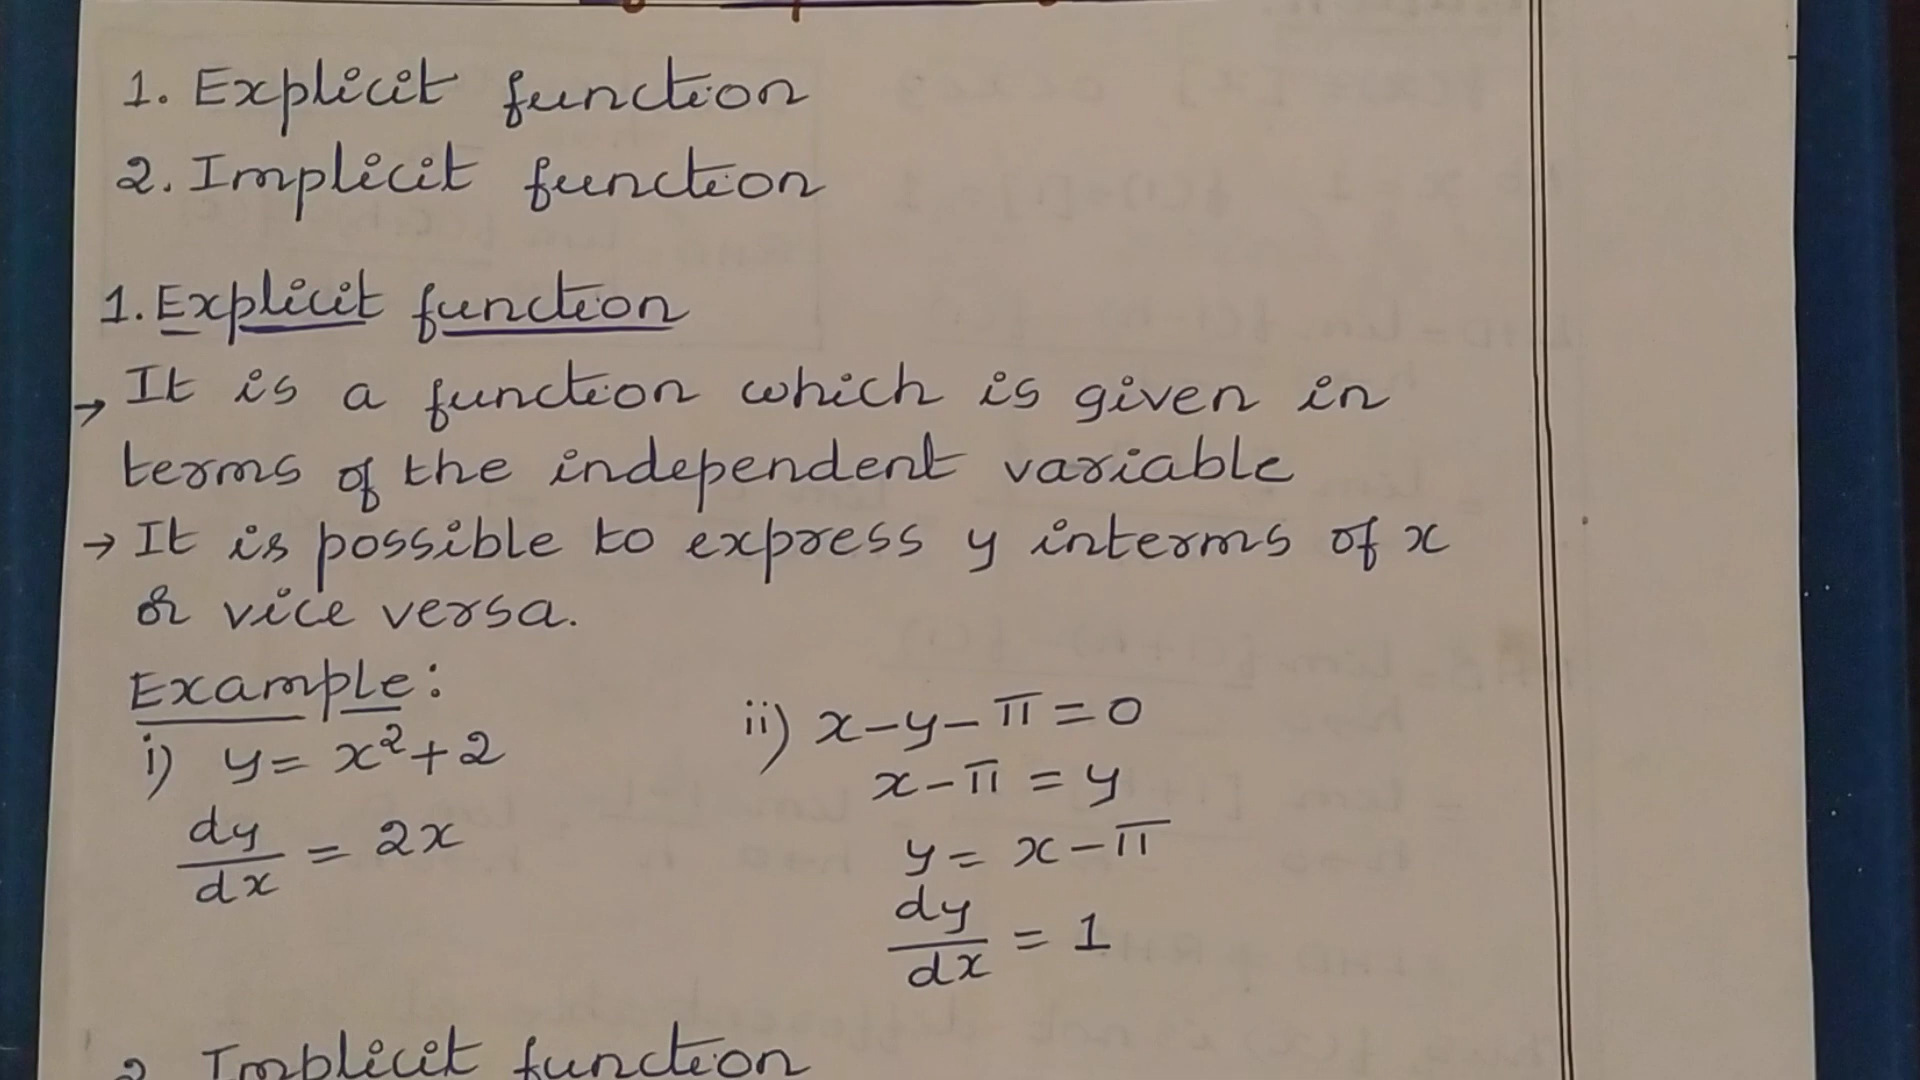 1. Explicit function
2. Implicit function
1. Explicit function
→ It is a function which is given in
terms of the independent variable
→ It is possible to express y interms of x
or vice versa.
Example:
i) y = x² + 2
dy/dx = 2x
ii) x - y - π = 0
x - π = y
y = x - π
dy/dx = 1
2. Implicit function